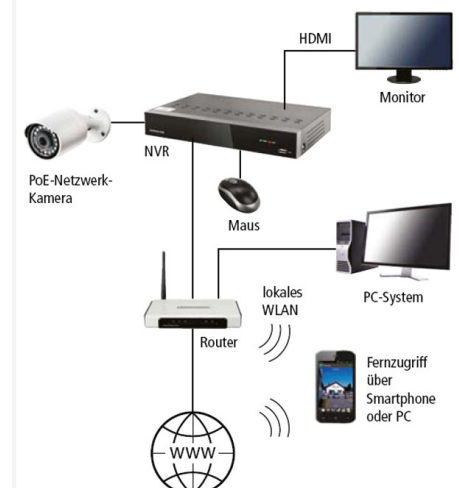 HDMI
Monitor
NVR
PoE-Netzwerk-
Kamera
Maus
PC-System
lokales
WLAN
Router
Fernzugriff
über
Smartphone
oder PC
WWW